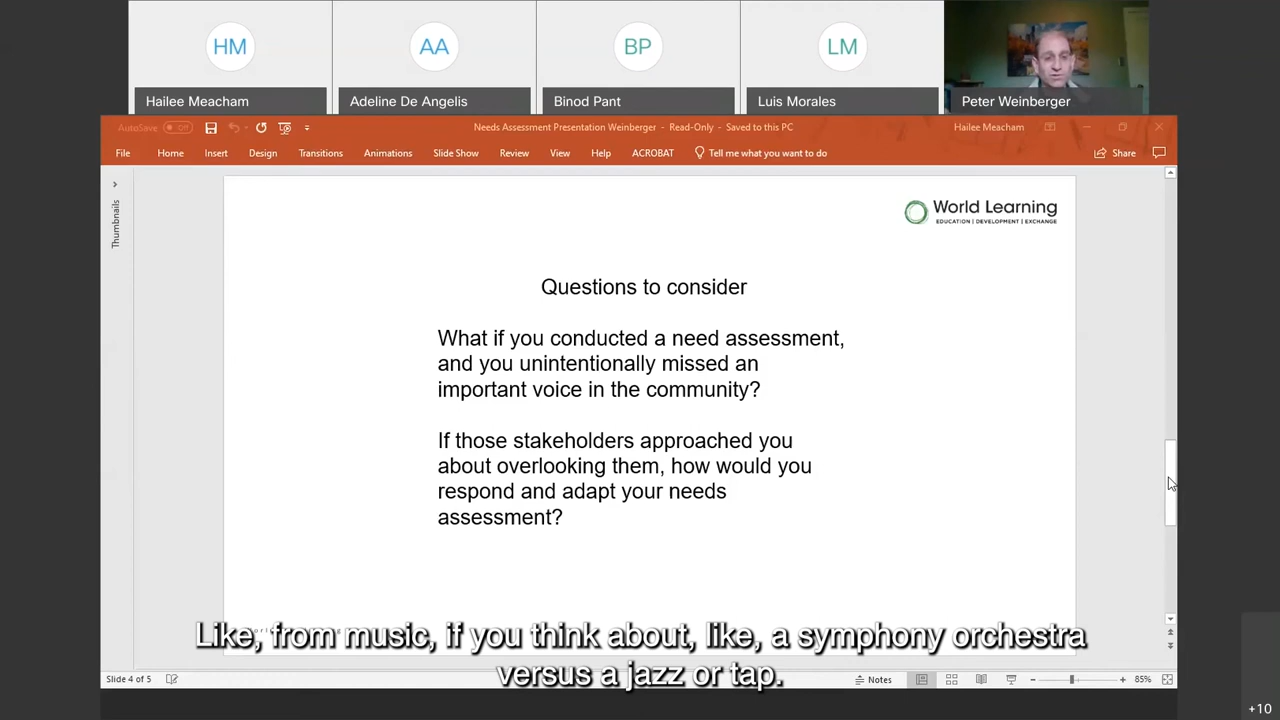 HM
AA
BP
LM
Hailee Meacham
Adeline De Angelis
Binod Pant
Luis Morales
Peter Weinberger
AutoSave
Off
Needs Assessment Presentation Weinberger - Read-Only - Saved to this PC
Hailee Meacham
File Home Insert Design Transitions Animations Slide Show Review View Help ACROBAT Tell me what you want to do Share
Thumbnails
World Learning
EDUCATION | DEVELOPMENT | EXCHANGE
Questions to consider
What if you conducted a need assessment,
and you unintentionally missed an
important voice in the community?
If those stakeholders approached you
about overlooking them, how would you
respond and adapt your needs
assessment?
Like, from music, if you think about, like, a symphony orchestra
versus a jazz or tap.
Slide 4 of 5
Notes
85%
+10